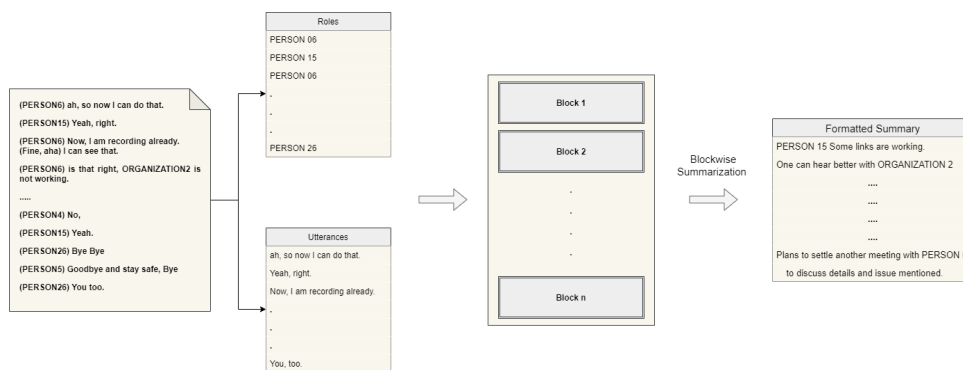 (PERSON6) ah, so now I can do that.
(PERSON15) Yeah, right.
(PERSON6) Now, I am recording already.
(Fine, aha) I can see that.
(PERSON6) is that right, ORGANIZATION2 is
not working.
.....
(PERSON4) No,
(PERSON15) Yeah.
(PERSON26) Bye Bye
(PERSON5) Goodbye and stay safe, Bye
(PERSON26) You too.
Roles
PERSON 06
PERSON 15
PERSON 06
.
.
.
PERSON 26
Utterances
ah, so now I can do that.
Yeah, right.
Now, I am recording already.
.
.
.
You, too.
Block 1
Block 2
.
.
.
.
Block n
Blockwise
Summarization
Formatted Summary
PERSON 15 Some links are working.
One can hear better with ORGANIZATION 2
....
....
....
....
Plans to settle another meeting with PERSON
to discuss details and issue mentioned.